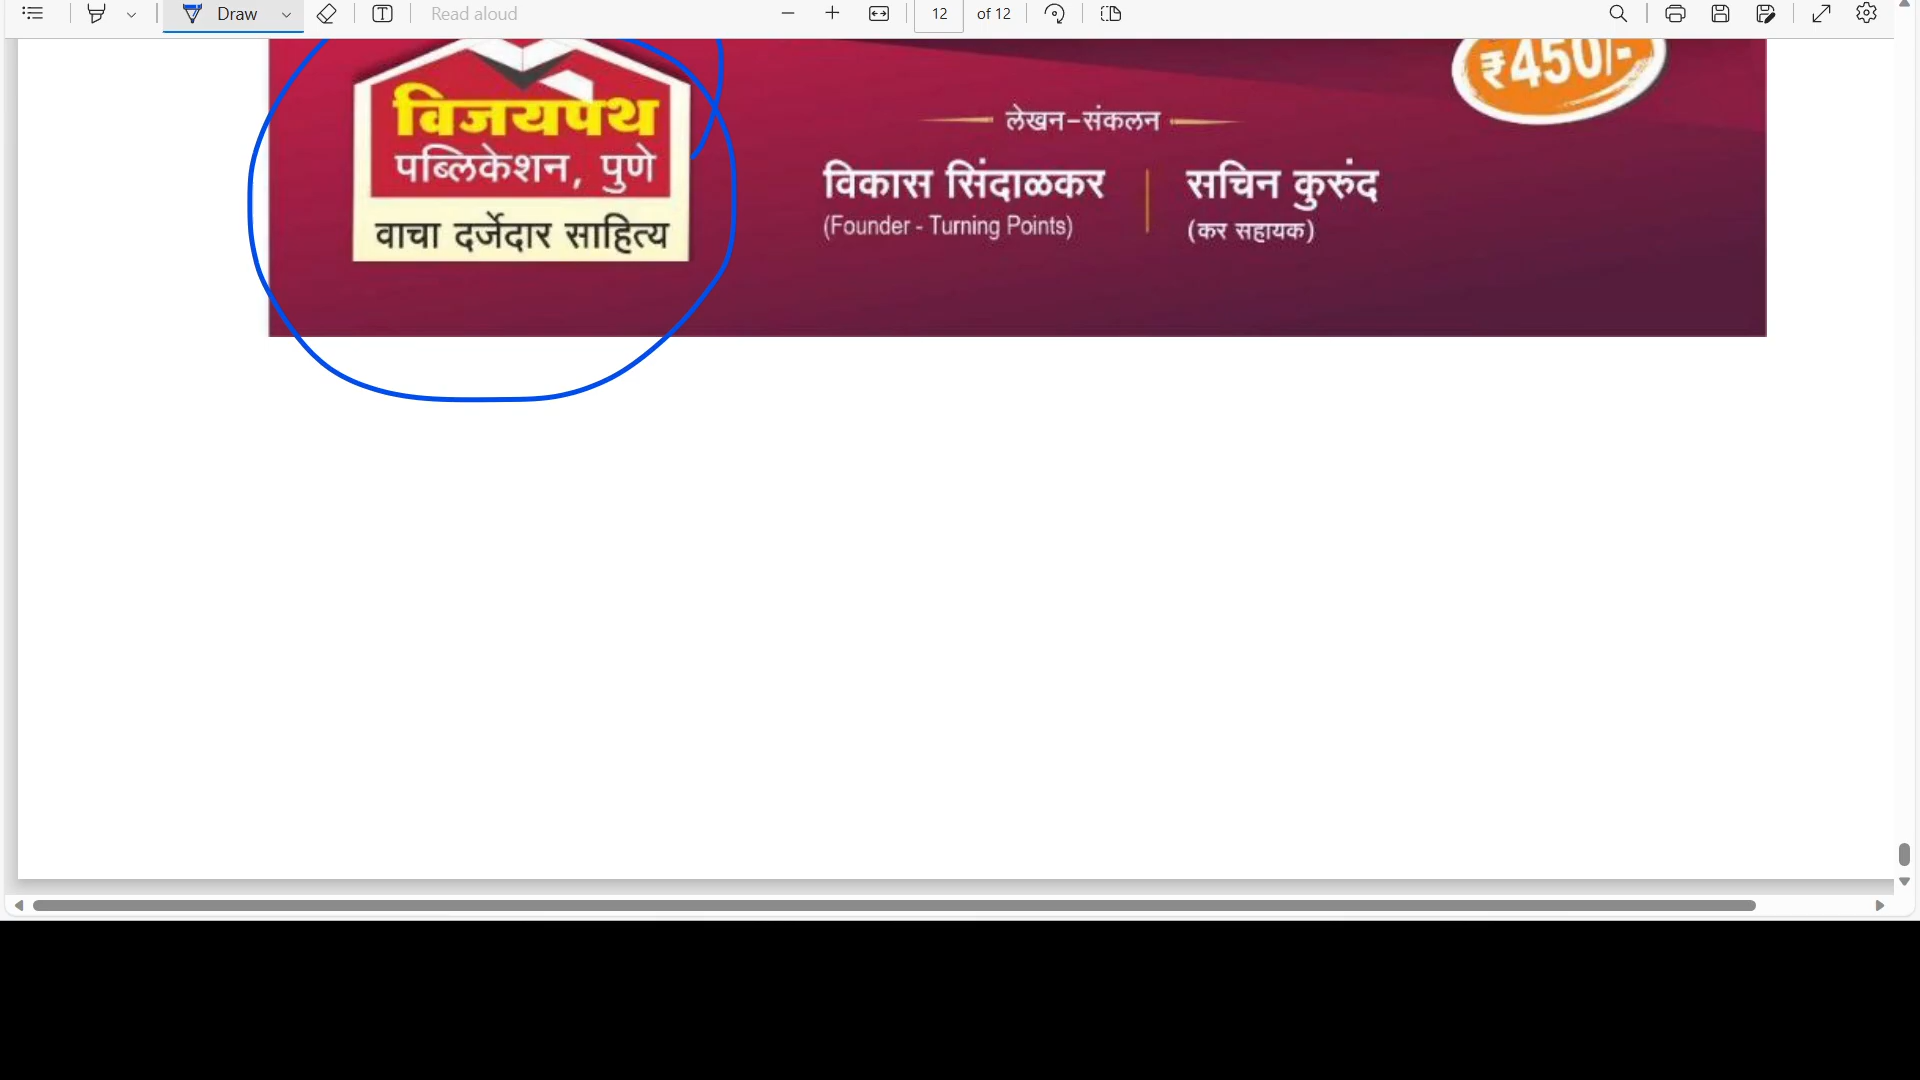 Draw
Read aloud
12
of 12
₹450/-
विजयपथ
पब्लिकेशन, पुणे
वाचा दर्जेदार साहित्य
लेखन-संकलन
विकास सिंदाळकर
(Founder - Turning Points)
सचिन कुरुंद
(कर सहायक)